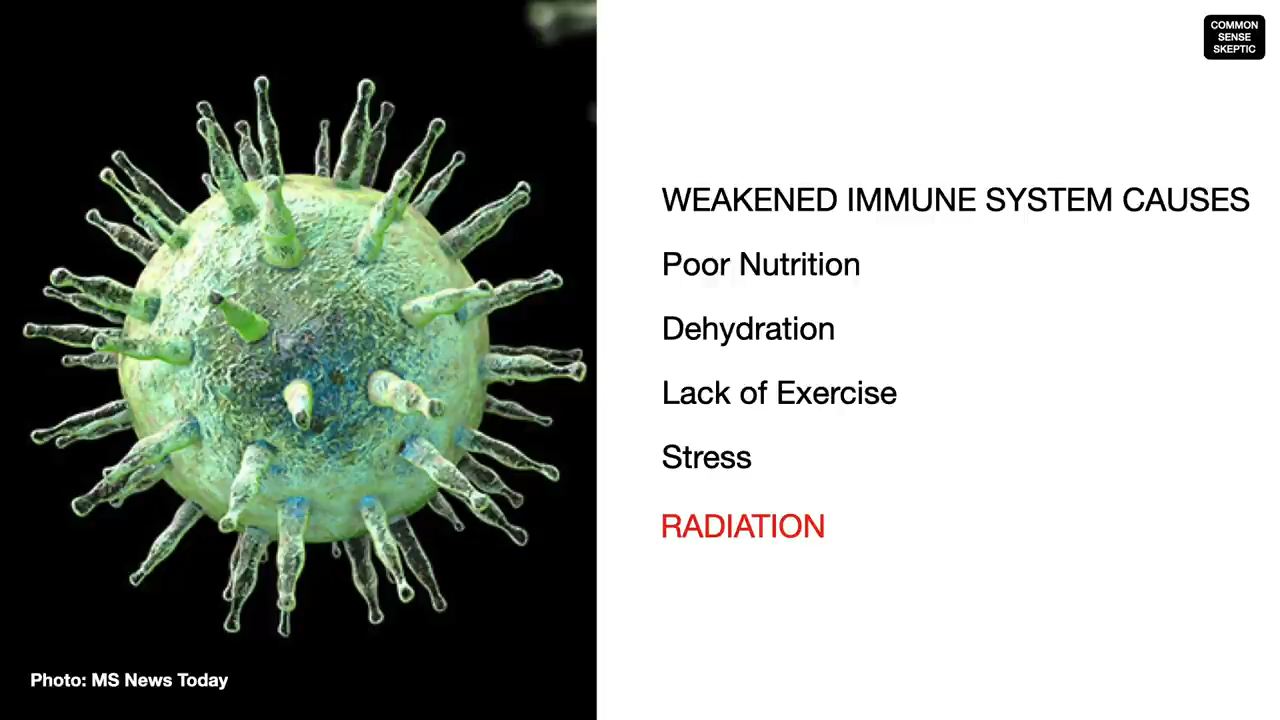 COMMON
SENSE
SKEPTIC
WEAKENED IMMUNE SYSTEM CAUSES
Poor Nutrition
Dehydration
Lack of Exercise
Stress
RADIATION
Photo: MS News Today